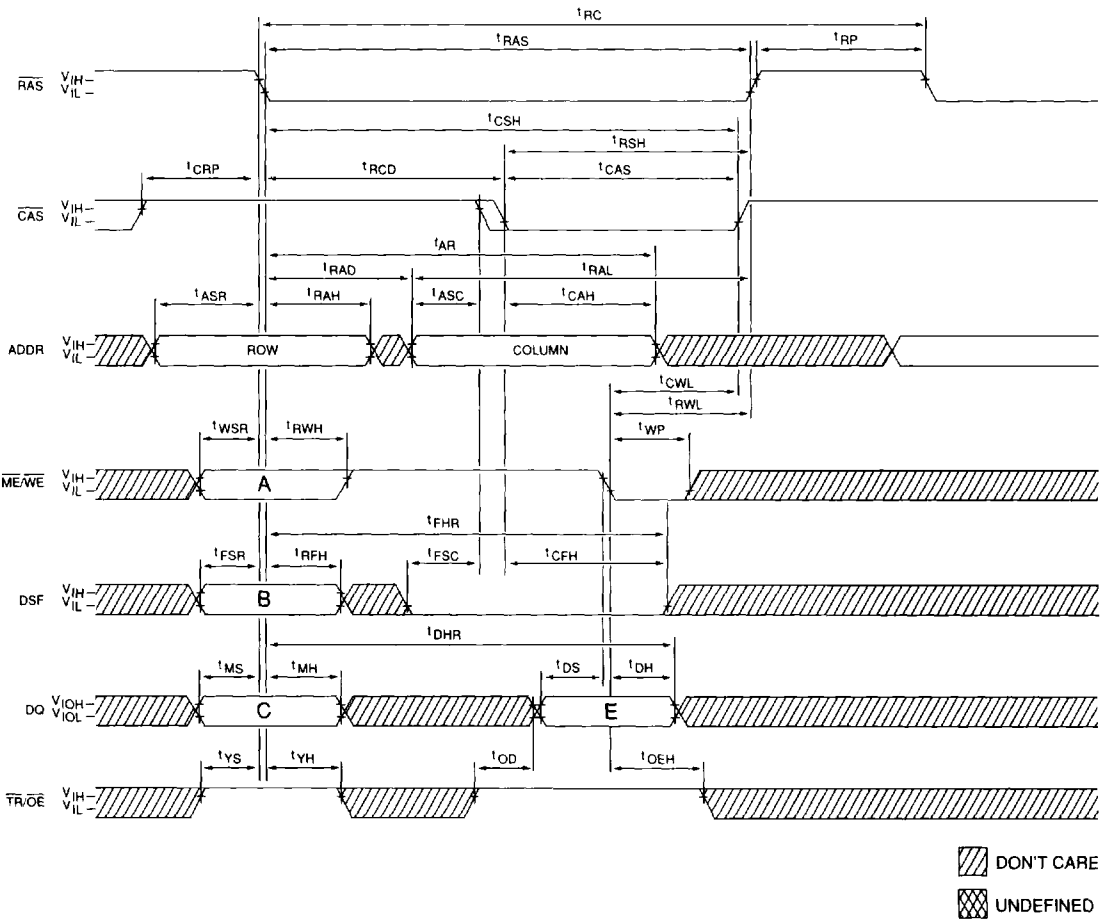 tRC
tRAS
tRP
RAS
VIH
VIL
tCSH
tRSH
tCRP
tRCD
tCAS
CAS
VIH
VIL
tAR
tRAD
tRAL
tASR
tRAH
tASC
tCAH
ADDR
VIH
VIL
ROW
COLUMN
tCWL
tRWL
tWSR
tRWH
tWP
ME/WE
VIH
VIL
A
tFHR
tFSR
tRFH
tFSC
tCFH
DSF
VIH
VIL
B
tDHR
tMS
tMH
tDS
tDH
DQ
VIOH
VIOL
C
E
tYS
tYH
tOD
tOEH
TR/OE
VIH
VIL
DON'T CARE
UNDEFINED